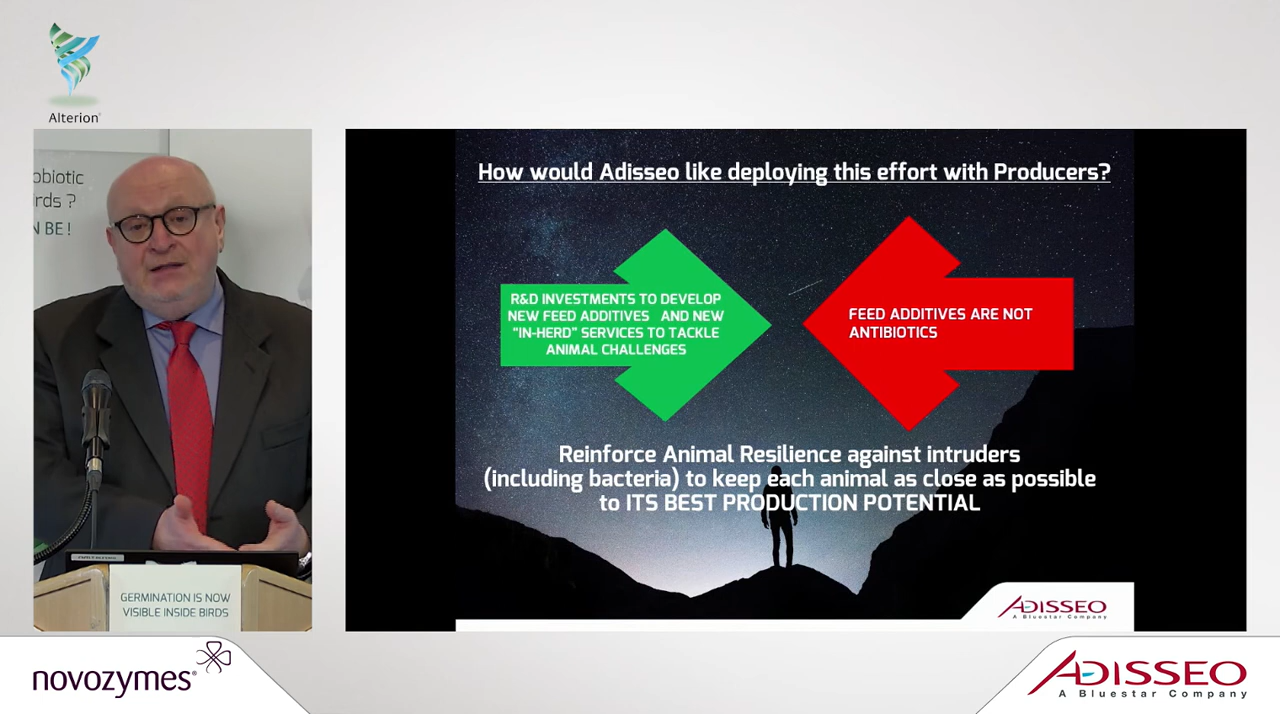 Alterion®
obiotic
irds ?
N BE !
GERMINATION IS NOW
VISIBLE INSIDE BIRDS
How would Adisseo like deploying this effort with Producers?
R&D INVESTMENTS TO DEVELOP
NEW FEED ADDITIVES AND NEW
"IN-HERD" SERVICES TO TACKLE
ANIMAL CHALLENGES
FEED ADDITIVES ARE NOT
ANTIBIOTICS
Reinforce Animal Resilience against intruders
(including bacteria) to keep each animal as close as possible
to ITS BEST PRODUCTION POTENTIAL
ADISSEO
A Bluestar Company
novozymes®
ADISSEO
A Bluestar Company